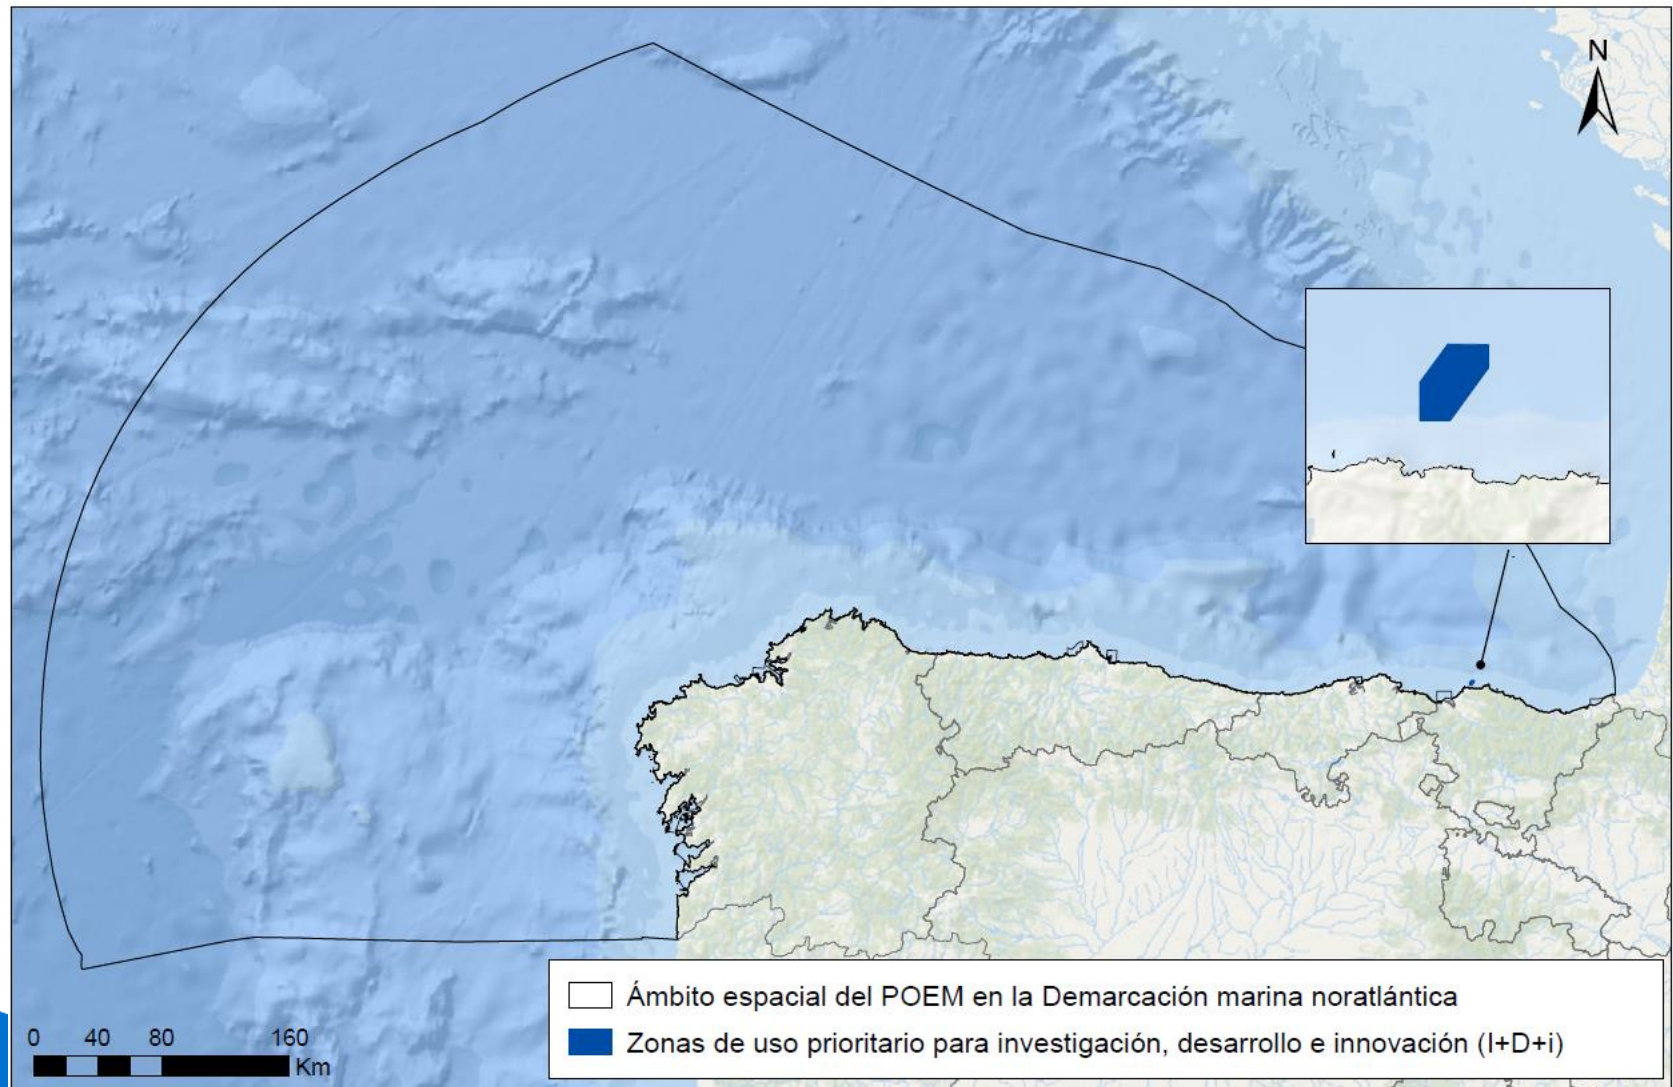 N
Ámbito espacial del POEM en la Demarcación marina noratlántica
Zonas de uso prioritario para investigación, desarrollo e innovación (I+D+i)
0 40 80 160
Km